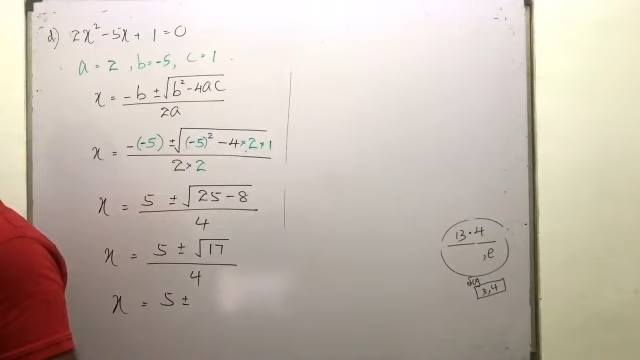 d) 2x² - 5x + 1 = 0
a = 2, b = -5, c = 1
x = -b ± √b² - 4ac / 2a
x = -(-5) ± √(-5)² - 4×2×1 / 2×2
x = 5 ± √25 - 8 / 4
x = 5 ± √17 / 4
x = 5 ±
13.4
,e
3,4